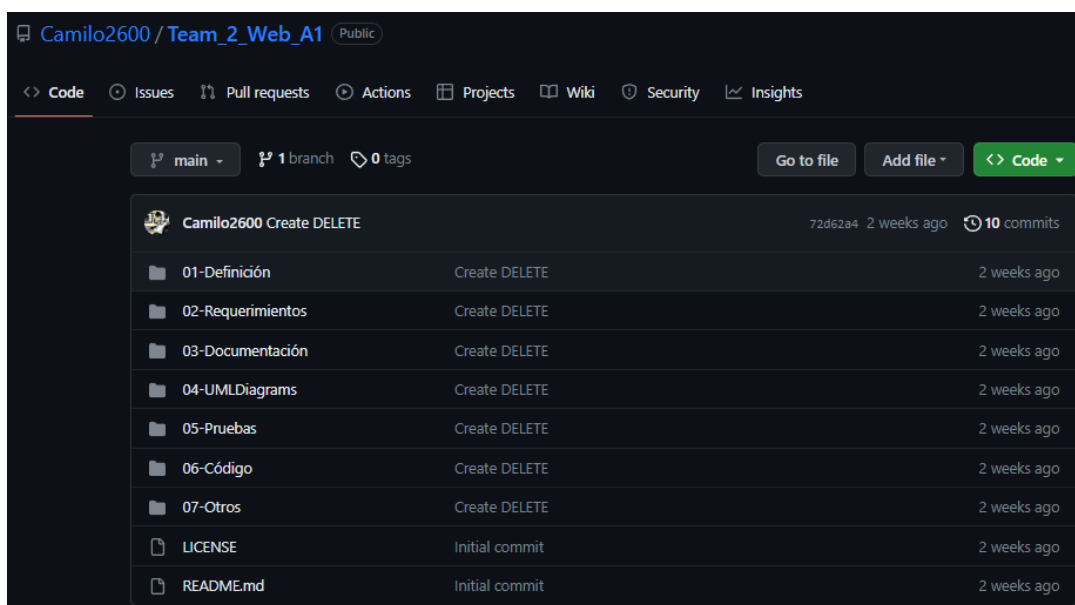 Camilo2600 / Team_2_Web_A1 Public
Code Issues Pull requests Actions Projects Wiki Security Insights
main 1 branch 0 tags Go to file Add file Code
Camilo2600 Create DELETE 72d62a4 2 weeks ago 10 commits
01-Definición Create DELETE 2 weeks ago
02-Requerimientos Create DELETE 2 weeks ago
03-Documentación Create DELETE 2 weeks ago
04-UMLDiagrams Create DELETE 2 weeks ago
05-Pruebas Create DELETE 2 weeks ago
06-Código Create DELETE 2 weeks ago
07-Otros Create DELETE 2 weeks ago
LICENSE Initial commit 2 weeks ago
README.md Initial commit 2 weeks ago